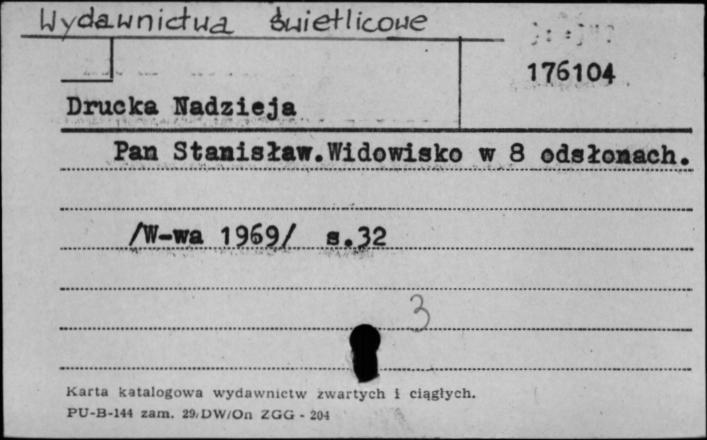 Wydawnictwa świetlicowe
176104
Drucka Nadzieja
Pan Stanisław.Widowisko w 8 odsłonach.
/W-wa 1969/ s.32
3
Karta katalogowa wydawnictw zwartych i ciągłych.
PU-B-144 zam. 29/DW/On ZGG - 204